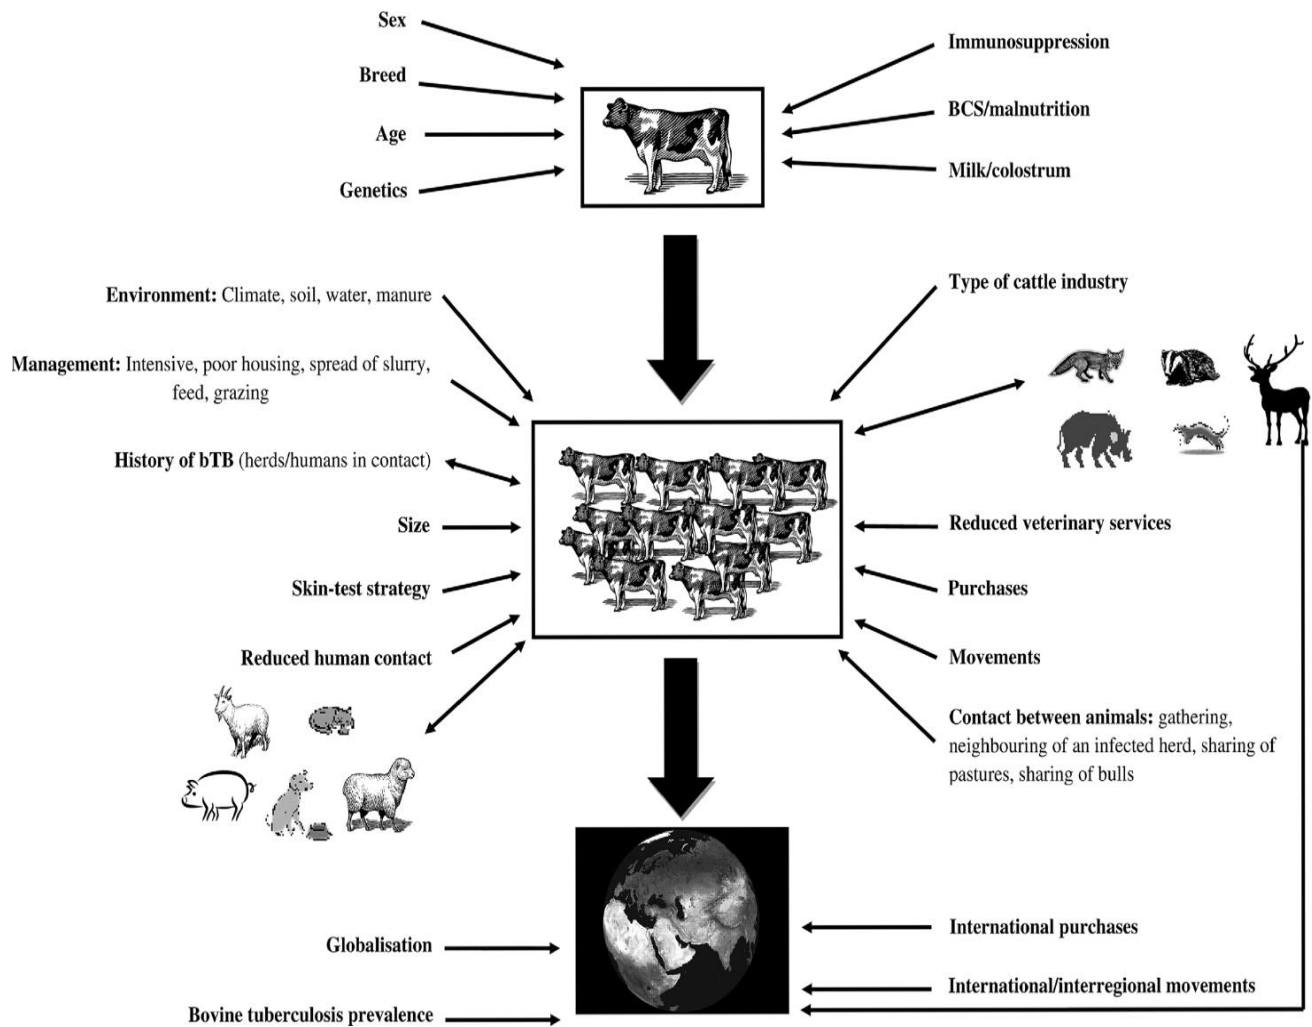 Sex
Breed
Age
Genetics
Immunosuppression
BCS/malnutrition
Milk/colostrum
Environment: Climate, soil, water, manure
Management: Intensive, poor housing, spread of slurry,
feed, grazing
History of bTB (herds/humans in contact)
Size
Skin-test strategy
Reduced human contact
Type of cattle industry
Reduced veterinary services
Purchases
Movements
Contact between animals: gathering,
neighbouring of an infected herd, sharing of
pastures, sharing of bulls
Globalisation
Bovine tuberculosis prevalence
International purchases
International/interregional movements